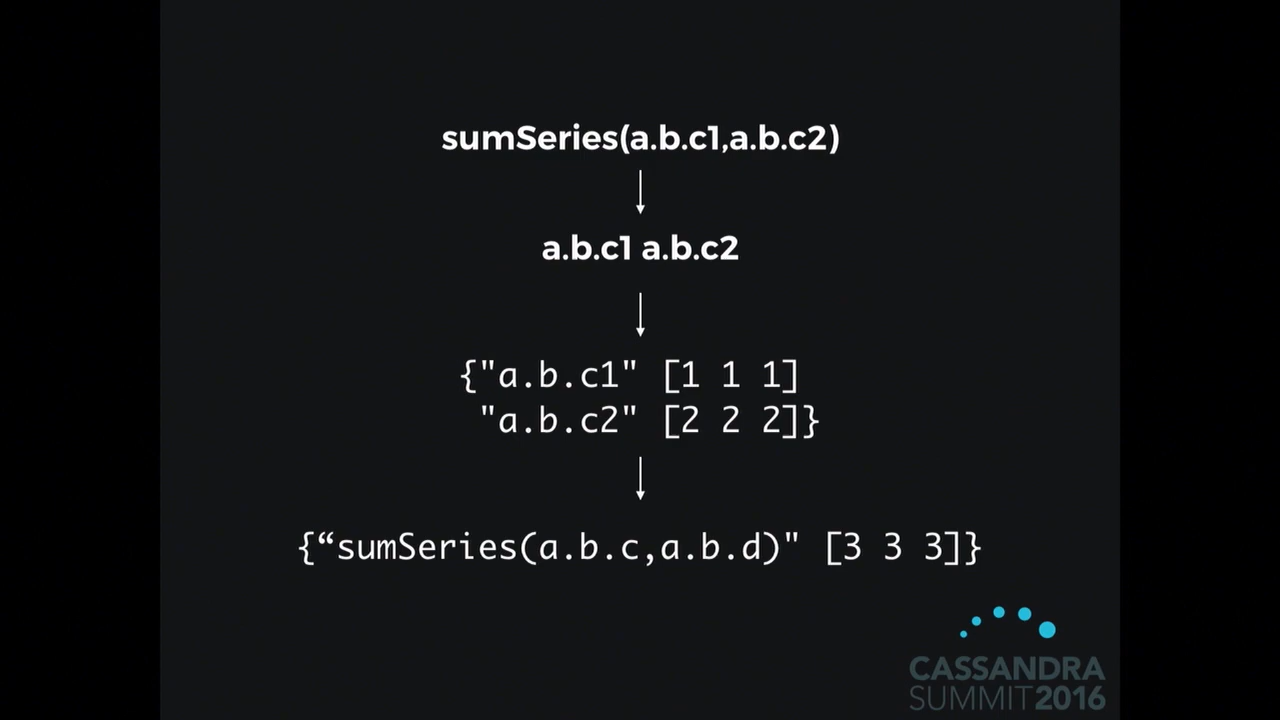 sumSeries(a.b.c1,a.b.c2)
a.b.c1 a.b.c2
{"a.b.c1" [1 1 1]
"a.b.c2" [2 2 2]}
{“sumSeries(a.b.c,a.b.d)" [3 3 3]}
CASSANDRA
SUMMIT2016